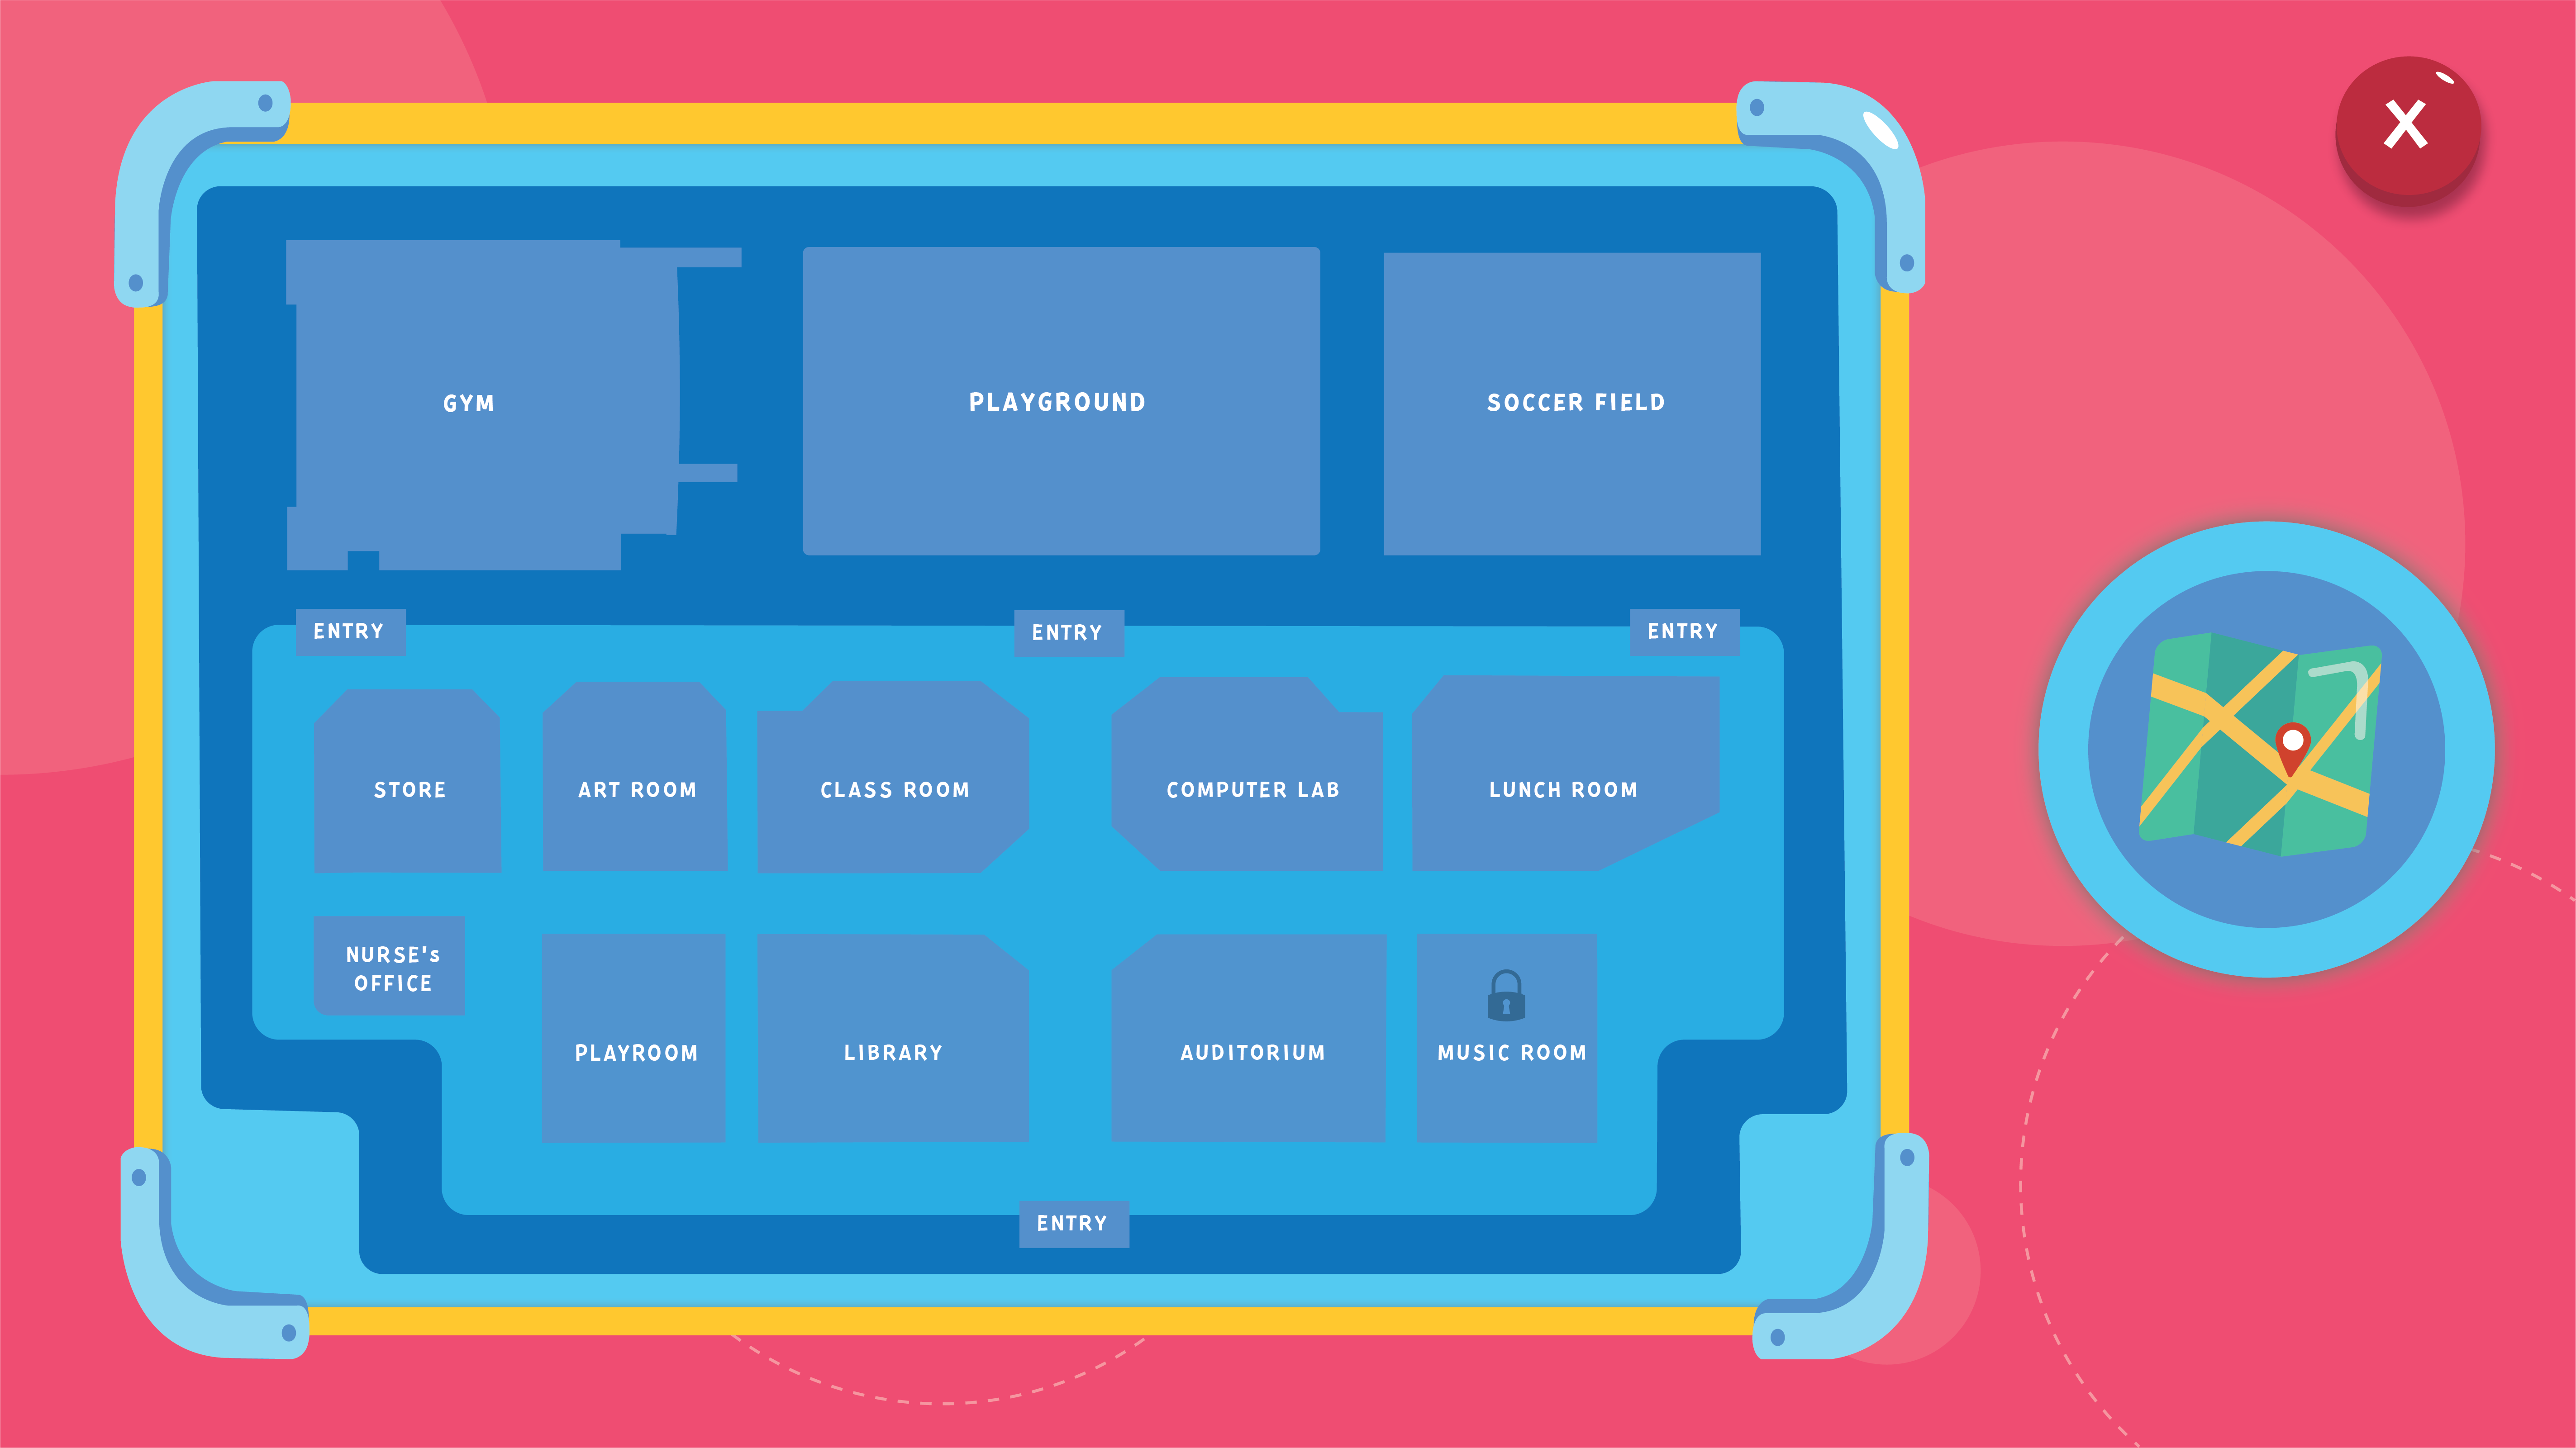 X
GYM
PLAYGROUND
SOCCER FIELD
ENTRY
ENTRY
ENTRY
STORE
ART ROOM
CLASS ROOM
COMPUTER LAB
LUNCH ROOM
NURSE's
OFFICE
PLAYROOM
LIBRARY
AUDITORIUM
MUSIC ROOM
ENTRY